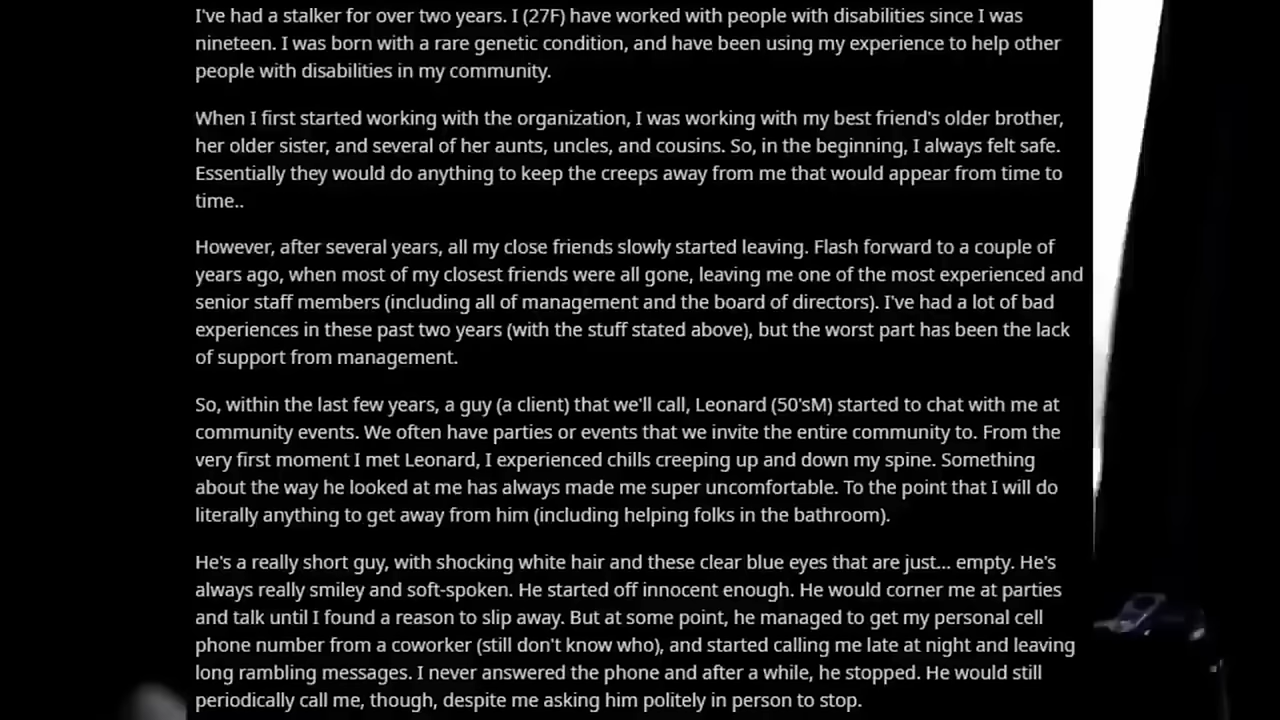 I've had a stalker for over two years. I (27F) have worked with people with disabilities since I was
nineteen. I was born with a rare genetic condition, and have been using my experience to help other
people with disabilities in my community.
When I first started working with the organization, I was working with my best friend's older brother,
her older sister, and several of her aunts, uncles, and cousins. So, in the beginning, I always felt safe.
Essentially they would do anything to keep the creeps away from me that would appear from time to
time..
However, after several years, all my close friends slowly started leaving. Flash forward to a couple of
years ago, when most of my closest friends were all gone, leaving me one of the most experienced and
senior staff members (including all of management and the board of directors). I've had a lot of bad
experiences in these past two years (with the stuff stated above), but the worst part has been the lack
of support from management.
So, within the last few years, a guy (a client) that we'll call, Leonard (50'sM) started to chat with me at
community events. We often have parties or events that we invite the entire community to. From the
very first moment I met Leonard, I experienced chills creeping up and down my spine. Something
about the way he looked at me has always made me super uncomfortable. To the point that I will do
literally anything to get away from him (including helping folks in the bathroom).
He's a really short guy, with shocking white hair and these clear blue eyes that are just... empty. He's
always really smiley and soft-spoken. He started off innocent enough. He would corner me at parties
and talk until I found a reason to slip away. But at some point, he managed to get my personal cell
phone number from a coworker (still don't know who), and started calling me late at night and leaving
long rambling messages. I never answered the phone and after a while, he stopped. He would still
periodically call me, though, despite me asking him politely in person to stop.